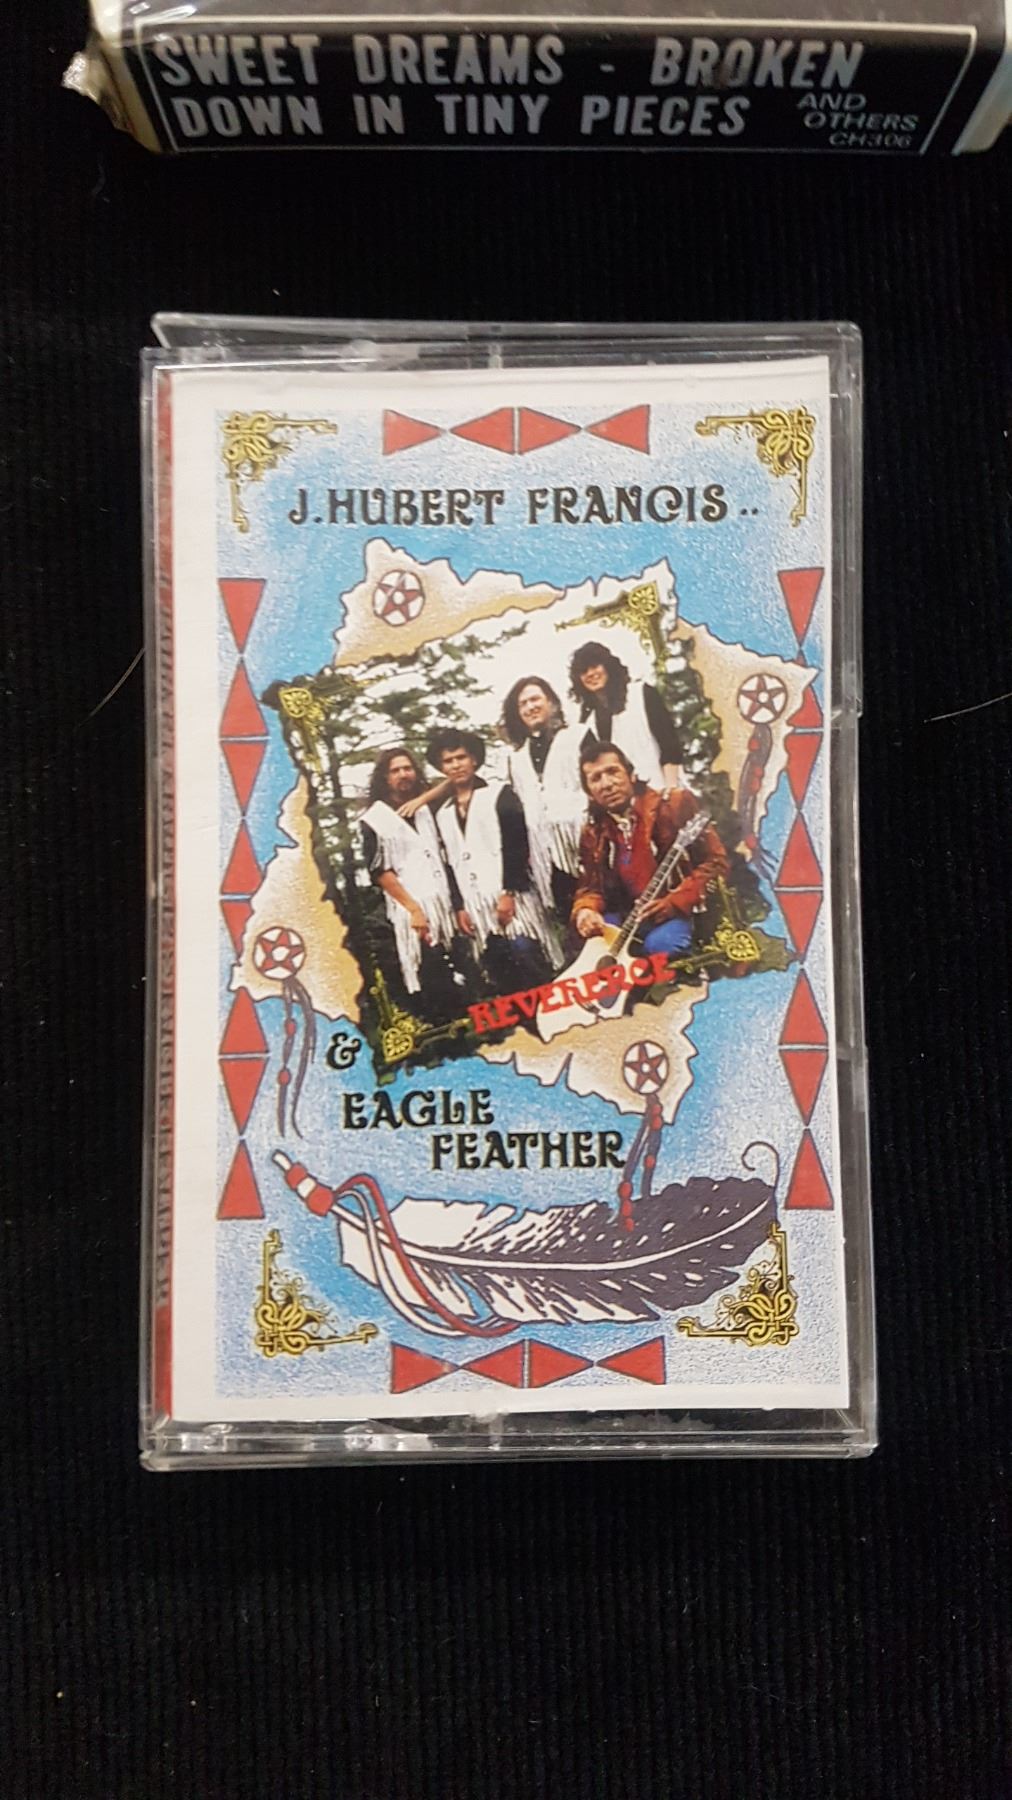 SWEET DREAMS - BROKEN
DOWN IN TINY PIECES
AND
OTHERS
CH306
J. HUBERT FRANCIS..
REVERENCE
&
EAGLE
FEATHER